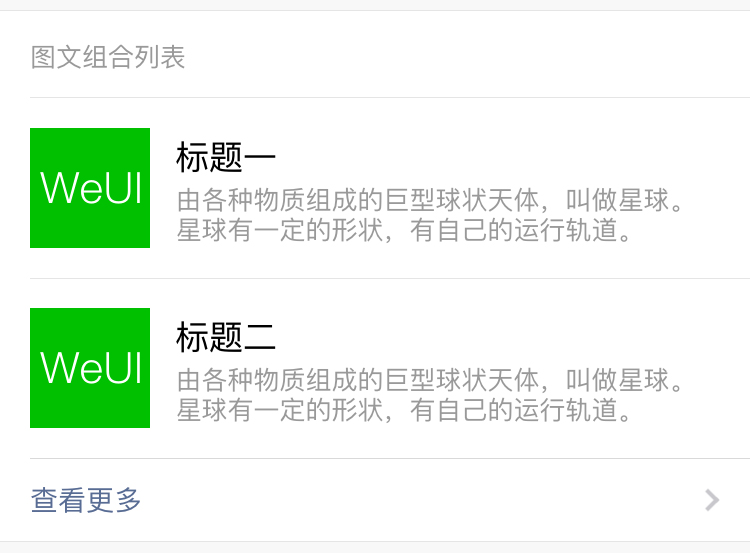 图文组合列表
WeUI
标题一
由各种物质组成的巨型球状天体，叫做星球。
星球有一定的形状，有自己的运行轨道。
WeUI
标题二
由各种物质组成的巨型球状天体，叫做星球。
星球有一定的形状，有自己的运行轨道。
查看更多